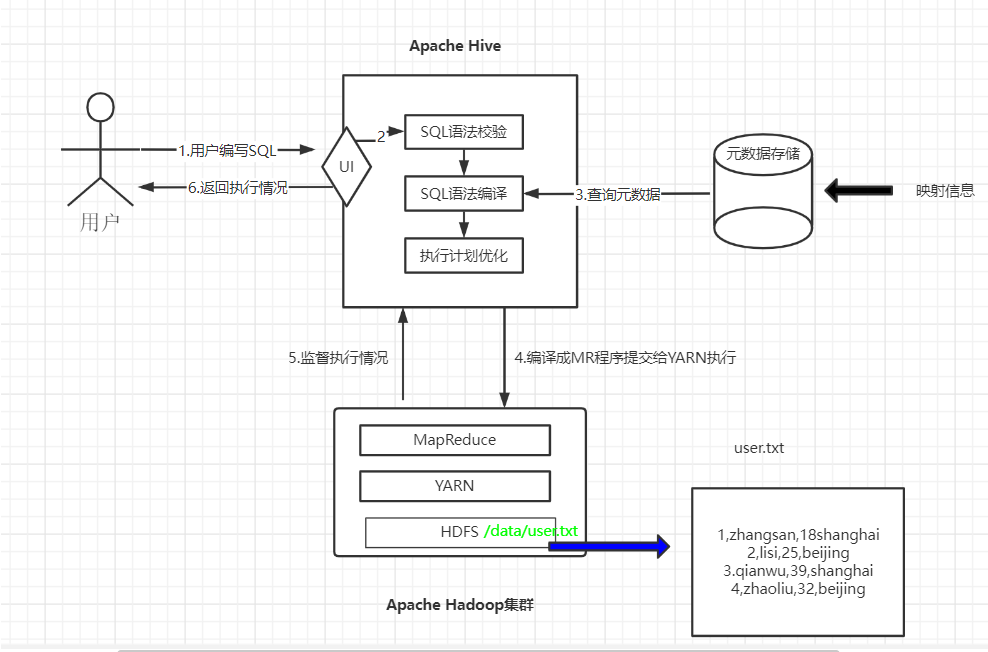 Apache Hive
1.用户编写SQL
6.返回执行情况
用户
UI
2
SQL语法校验
SQL语法编译
执行计划优化
3.查询元数据
元数据存储
映射信息
5.监督执行情况
4.编译成MR程序提交给YARN执行
MapReduce
YARN
HDFS /data/user.txt
Apache Hadoop集群
user.txt
1,zhangsan,18shanghai
2,lisi,25,beijing
3.qianwu,39,shanghai
4,zhaoliu,32,beijing